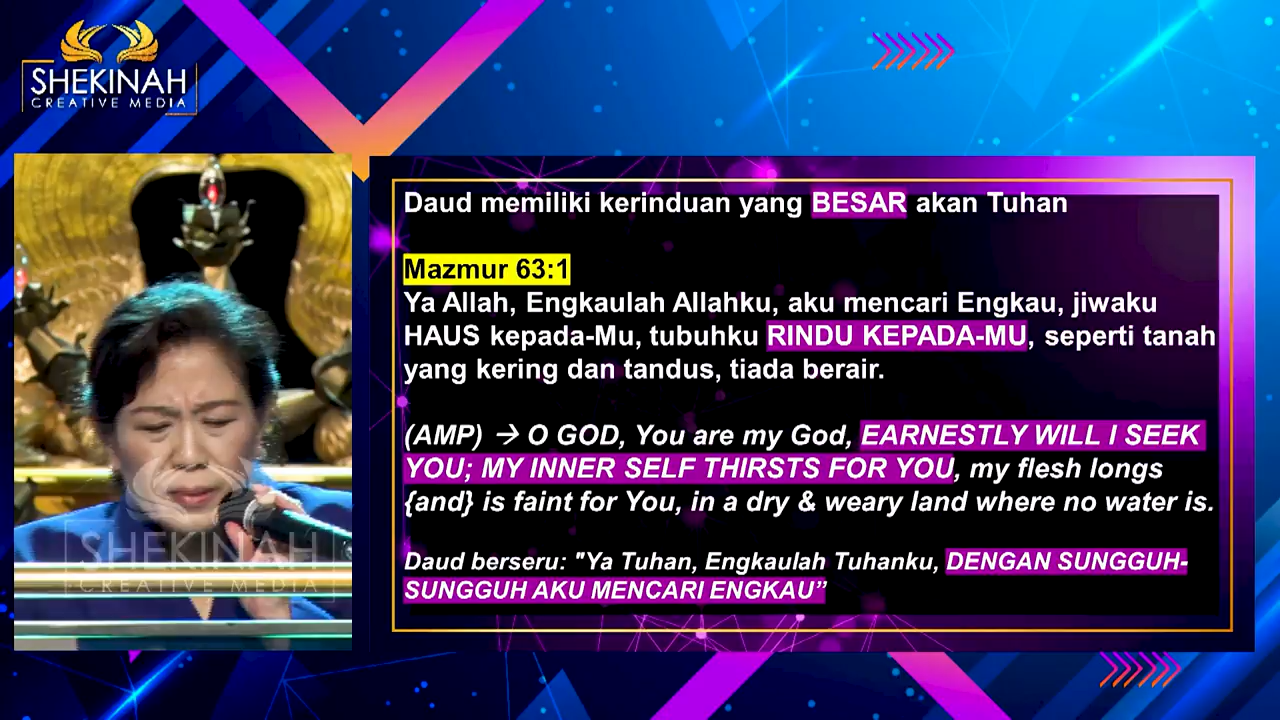 SHEKINAH
CREATIVE MEDIA
Daud memiliki kerinduan yang BESAR akan Tuhan
Mazmur 63:1
Ya Allah, Engkaulah Allahku, aku mencari Engkau, jiwaku
HAUS kepada-Mu, tubuhku RINDU KEPADA-MU, seperti tanah
yang kering dan tandus, tiada berair.
(AMP) → O GOD, You are my God, EARNESTLY WILL I SEEK
YOU; MY INNER SELF THIRSTS FOR YOU, my flesh longs
{and} is faint for You, in a dry & weary land where no water is.
Daud berseru: "Ya Tuhan, Engkaulah Tuhanku, DENGAN SUNGGUH-
SUNGGUH AKU MENCARI ENGKAU”
SHEKINAH
CREATIVE MEDIA